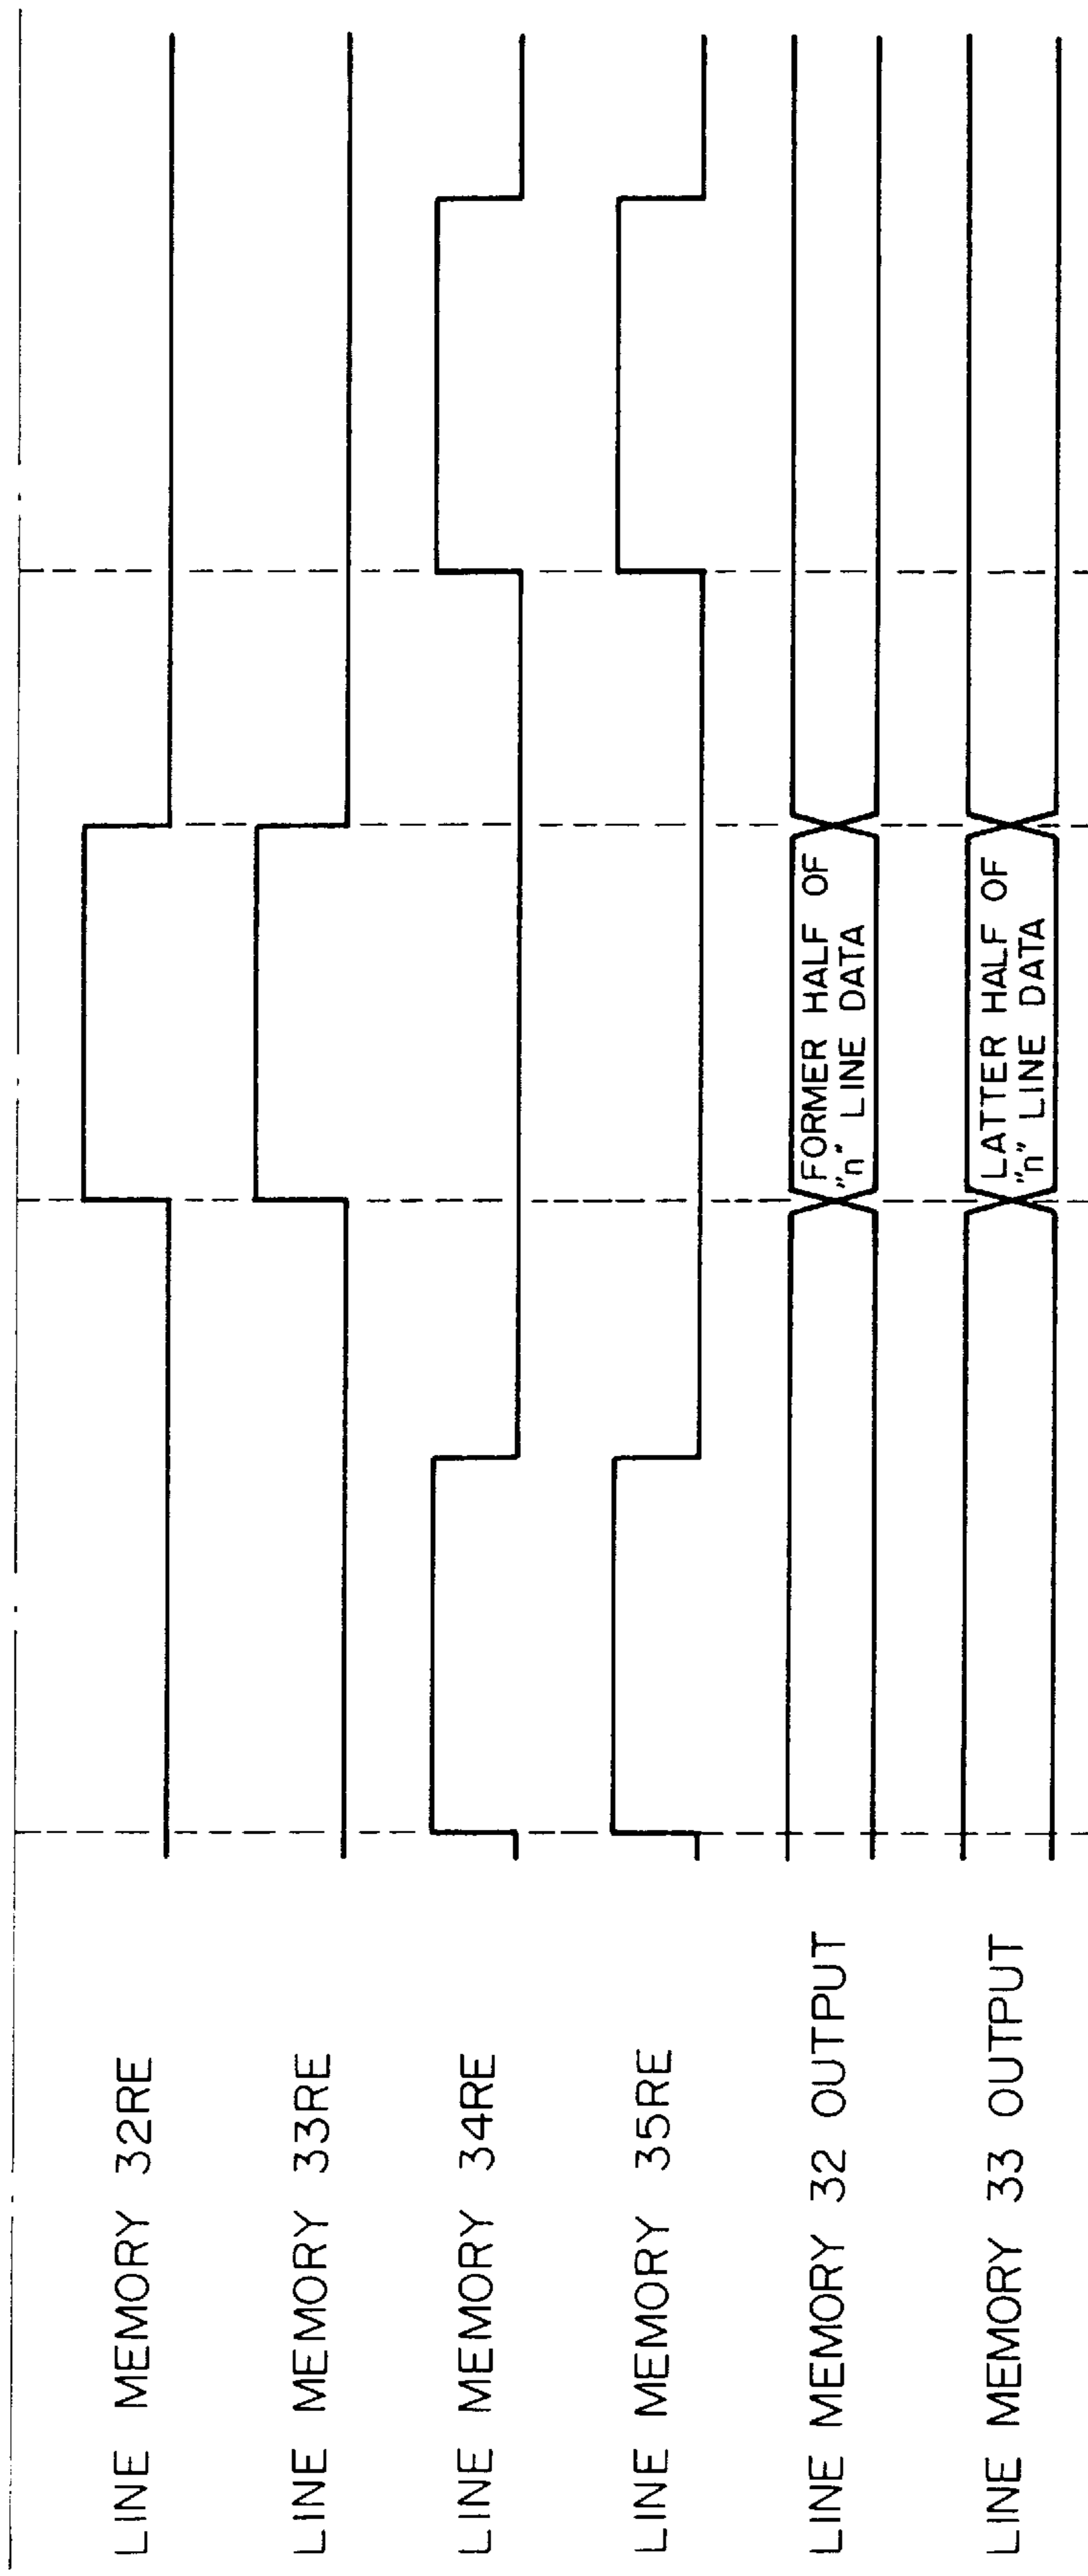 LINE MEMORY 32RE
LINE MEMORY 33RE
LINE MEMORY 34RE
LINE MEMORY 35RE
LINE MEMORY 32 OUTPUT
FORMER HALF OF
"n" LINE DATA
LINE MEMORY 33 OUTPUT
LATTER HALF OF
"n" LINE DATA